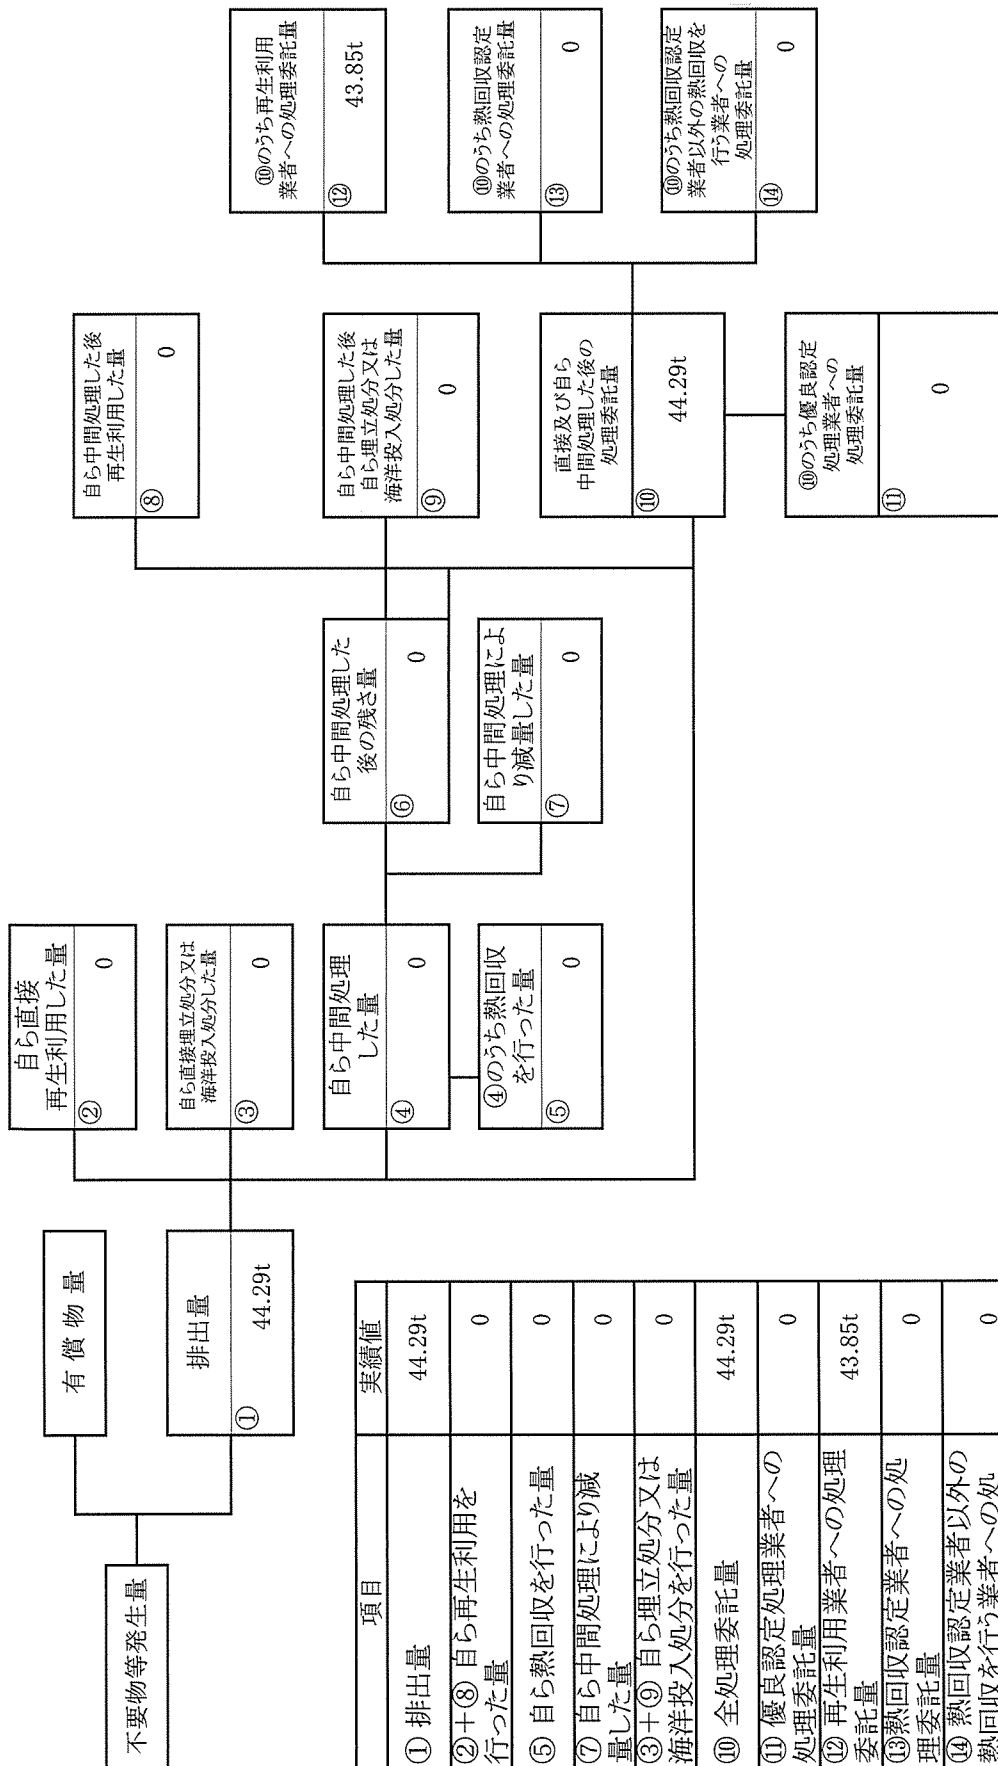 不要物等発生量
有償物量
排出量
①
44.29t
自ら直接
再生利用した量
②
0
自ら直接埋立処分又は
海洋投入処分した量
③
0
自ら中間処理
した量
④
0
④のうち熱回収
を行った量
⑤
0
自ら中間処理した
後の残さ量
⑥
0
自ら中間処理によ
り減量した量
⑦
0
自ら中間処理した後
再生利用した量
⑧
0
自ら中間処理した後
自ら埋立処分又は
海洋投入処分した量
⑨
0
直接及び自ら
中間処理した後の
処理委託量
⑩
44.29t
⑩のうち優良認定
処理業者への
処理委託量
⑪
0
⑩のうち再生利用
業者への処理委託量
⑫
43.85t
⑩のうち熱回収認定
業者への処理委託量
⑬
0
⑩のうち熱回収認定
業者以外の熱回収を
行う業者への
処理委託量
⑭
0
項目 実績値
① 排出量 44.29t
②+⑧ 自ら再生利用を
行った量 0
⑤ 自ら熱回収を行った量 0
⑦ 自ら中間処理により減
量した量 0
③+⑨ 自ら埋立処分又は
海洋投入処分を行った量 0
⑩ 全処理委託量 44.29t
⑪ 優良認定処理業者への
処理委託量 0
⑫ 再生利用業者への処理
委託量 43.85t
⑬熱回収認定業者への処
理委託量 0
⑭ 熱回収認定業者以外の
熱回収を行う業者への処 0